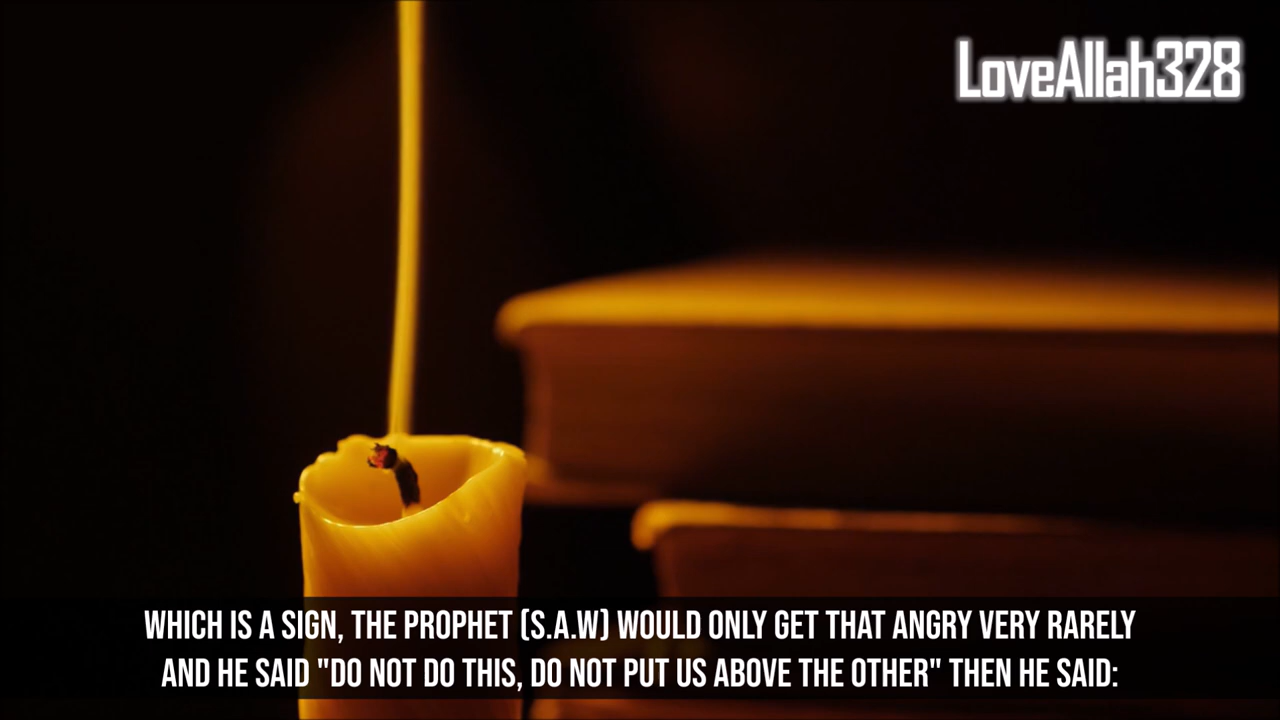 LoveAllah328
WHICH IS A SIGN, THE PROPHET (S.A.W) WOULD ONLY GET THAT ANGRY VERY RARELY
AND HE SAID "DO NOT DO THIS, DO NOT PUT US ABOVE THE OTHER" THEN HE SAID: